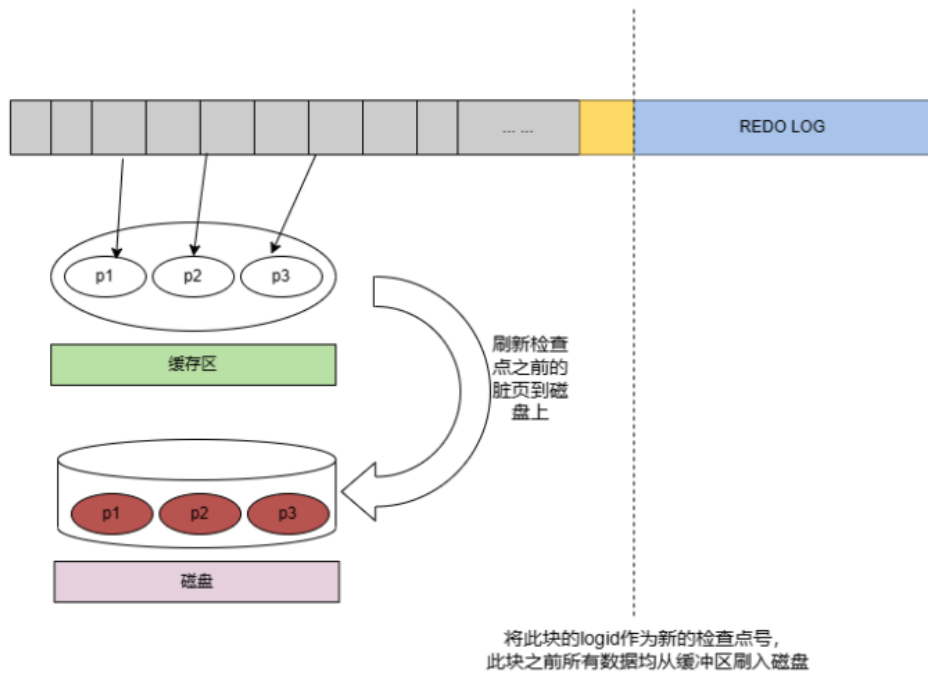 ... ...
REDO LOG
p1
p2
p3
缓存区
刷新检查
点之前的
脏页到磁
盘上
p1
p2
p3
磁盘
将此块的logid作为新的检查点号，
此块之前所有数据均从缓冲区刷入磁盘